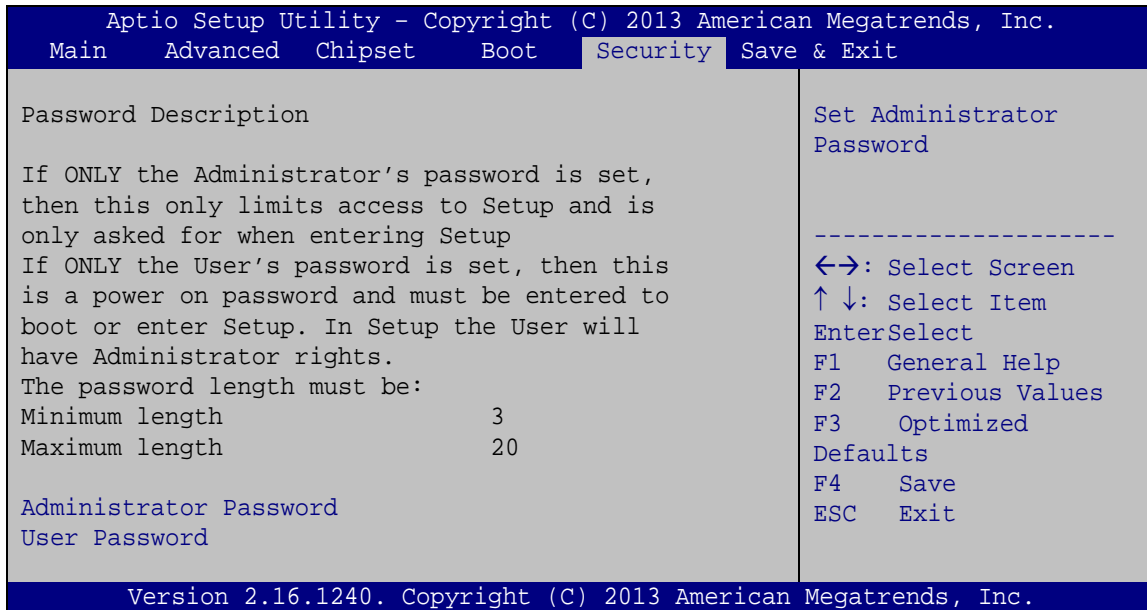 Aptio Setup Utility – Copyright (C) 2013 American Megatrends, Inc.
Main Advanced Chipset Boot Security Save & Exit
Password Description
If ONLY the Administrator's password is set,
then this only limits access to Setup and is
only asked for when entering Setup
If ONLY the User's password is set, then this
is a power on password and must be entered to
boot or enter Setup. In Setup the User will
have Administrator rights.
The password length must be:
Minimum length 3
Maximum length 20
Administrator Password
User Password
Set Administrator
Password
---------------------
←→: Select Screen
↑ ↓: Select Item
EnterSelect
F1 General Help
F2 Previous Values
F3 Optimized
Defaults
F4 Save
ESC Exit
Version 2.16.1240. Copyright (C) 2013 American Megatrends, Inc.